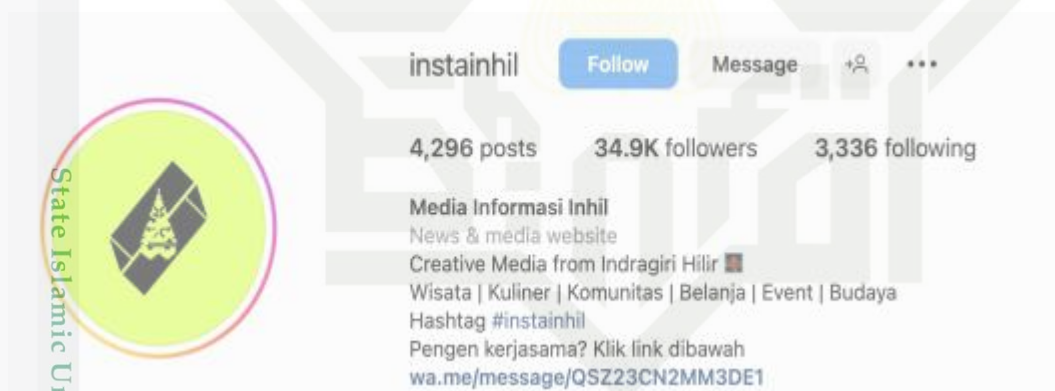 instainhil Follow Message
4,296 posts 34.9K followers 3,336 following
Media Informasi Inhil
News & media website
Creative Media from Indragiri Hilir
Wisata | Kuliner | Komunitas | Belanja | Event | Budaya
Hashtag #instainhil
Pengen kerjasama? Klik link dibawah
wa.me/message/QSZ23CN2MM3DE1
State Islamic